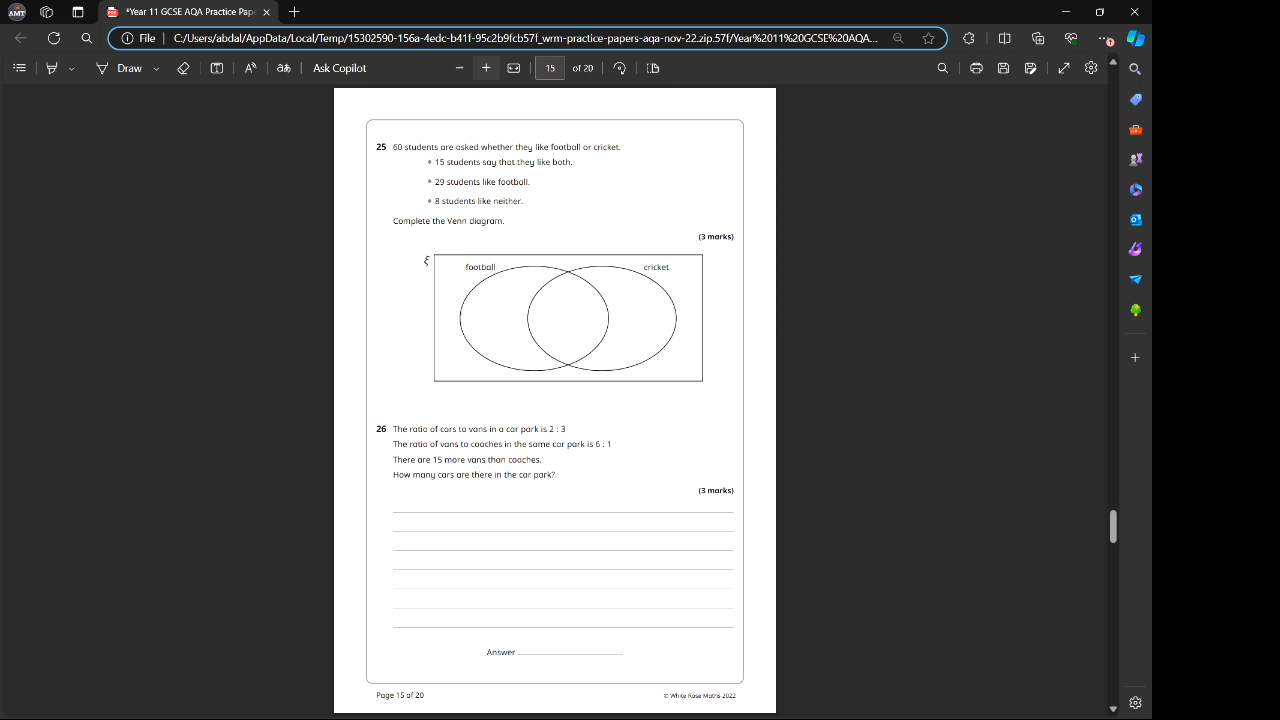 *Year 11 GCSE AQA Practice Pape
File C:/Users/abdal/AppData/Local/Temp/15302590-156a-4edc-b41f-95c2b9fcb57f_wrm-practice-papers-aqa-nov-22.zip.57f/Year%2011%20GCSE%20AQA...
Draw Ask Copilot 15 of 20
25 60 students are asked whether they like football or cricket.
• 15 students say that they like both.
• 29 students like football.
• 8 students like neither.
Complete the Venn diagram.
(3 marks)
ξ
football cricket
26 The ratio of cars to vans in a car park is 2 : 3
The ratio of vans to coaches in the same car park is 6 : 1
There are 15 more vans than coaches.
How many cars are there in the car park?
(3 marks)
Answer
Page 15 of 20 © White Rose Maths 2022